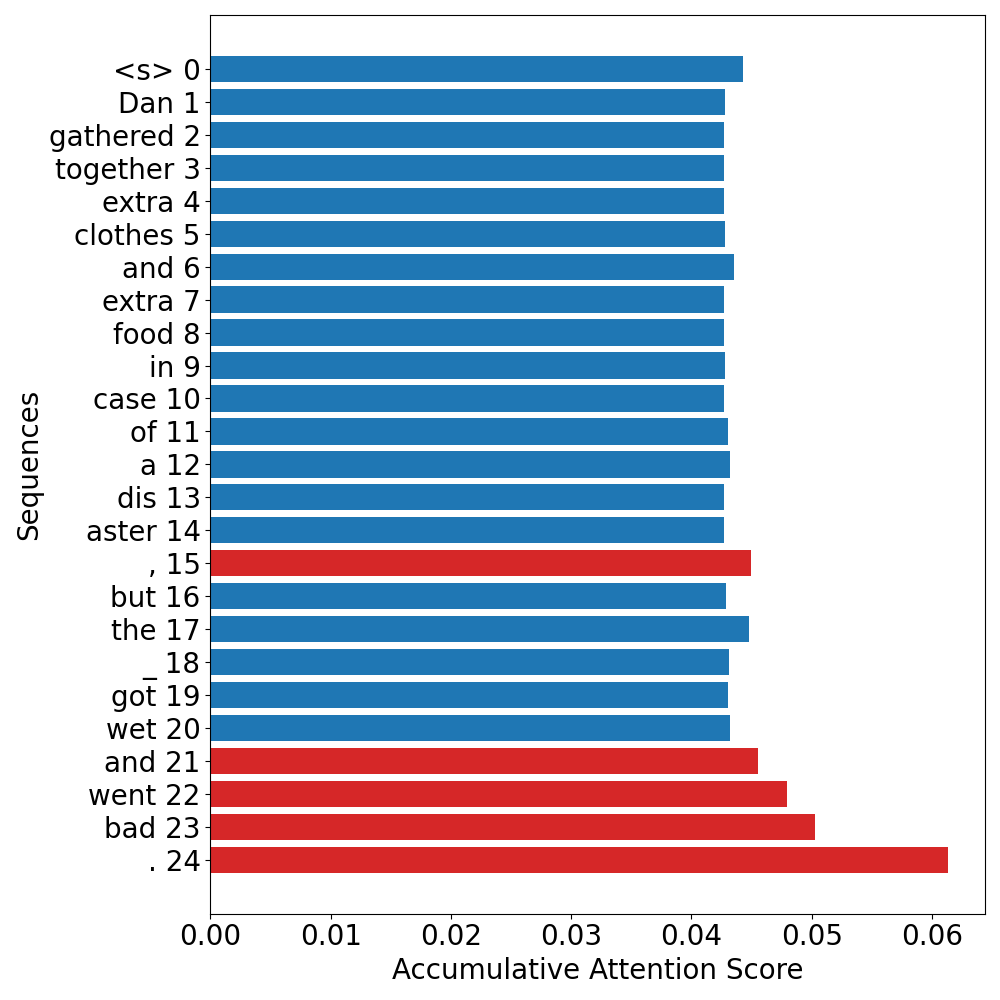 <s> 0
Dan 1
gathered 2
together 3
extra 4
clothes 5
and 6
extra 7
food 8
in 9
case 10
of 11
a 12
dis 13
aster 14
, 15
but 16
the 17
_ 18
got 19
wet 20
and 21
went 22
bad 23
. 24
Sequences
0.00 0.01 0.02 0.03 0.04 0.05 0.06
Accumulative Attention Score